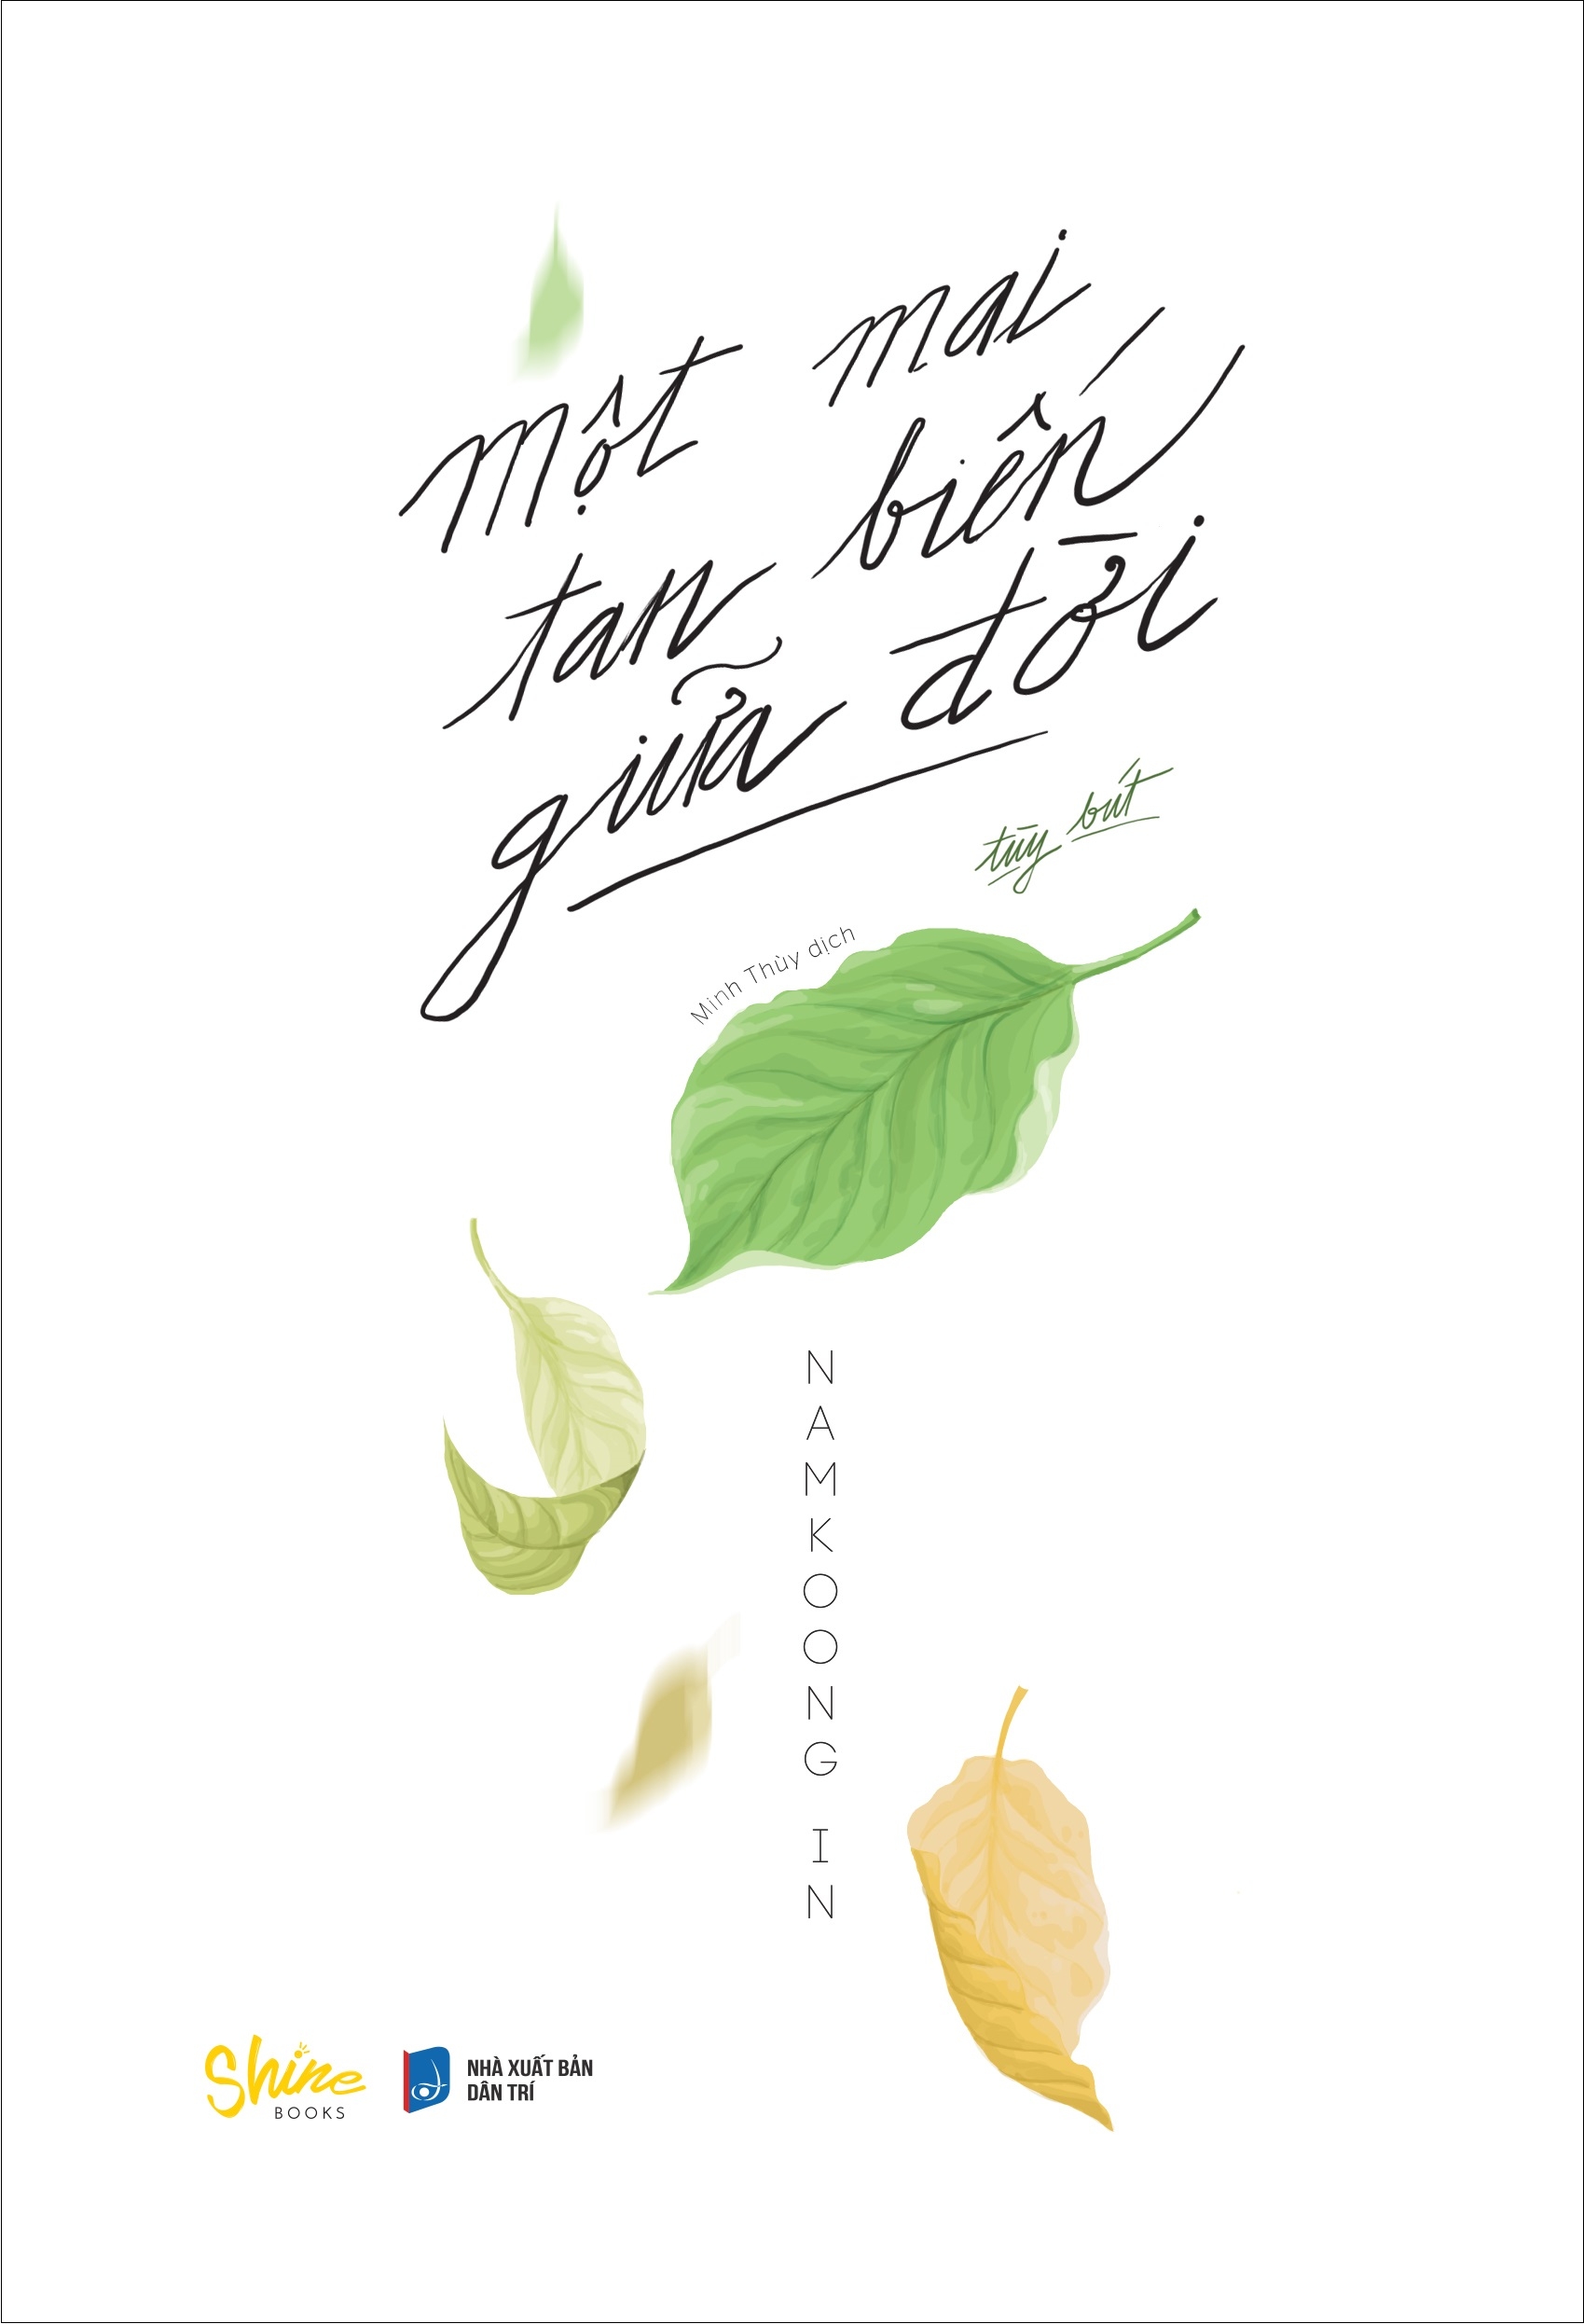 một mai
tan biến
giữa đời
tùy bút
Minh Thùy dịch
NAMKOONG IN
Shine
BOOKS
NHÀ XUẤT BẢN
DÂN TRÍ